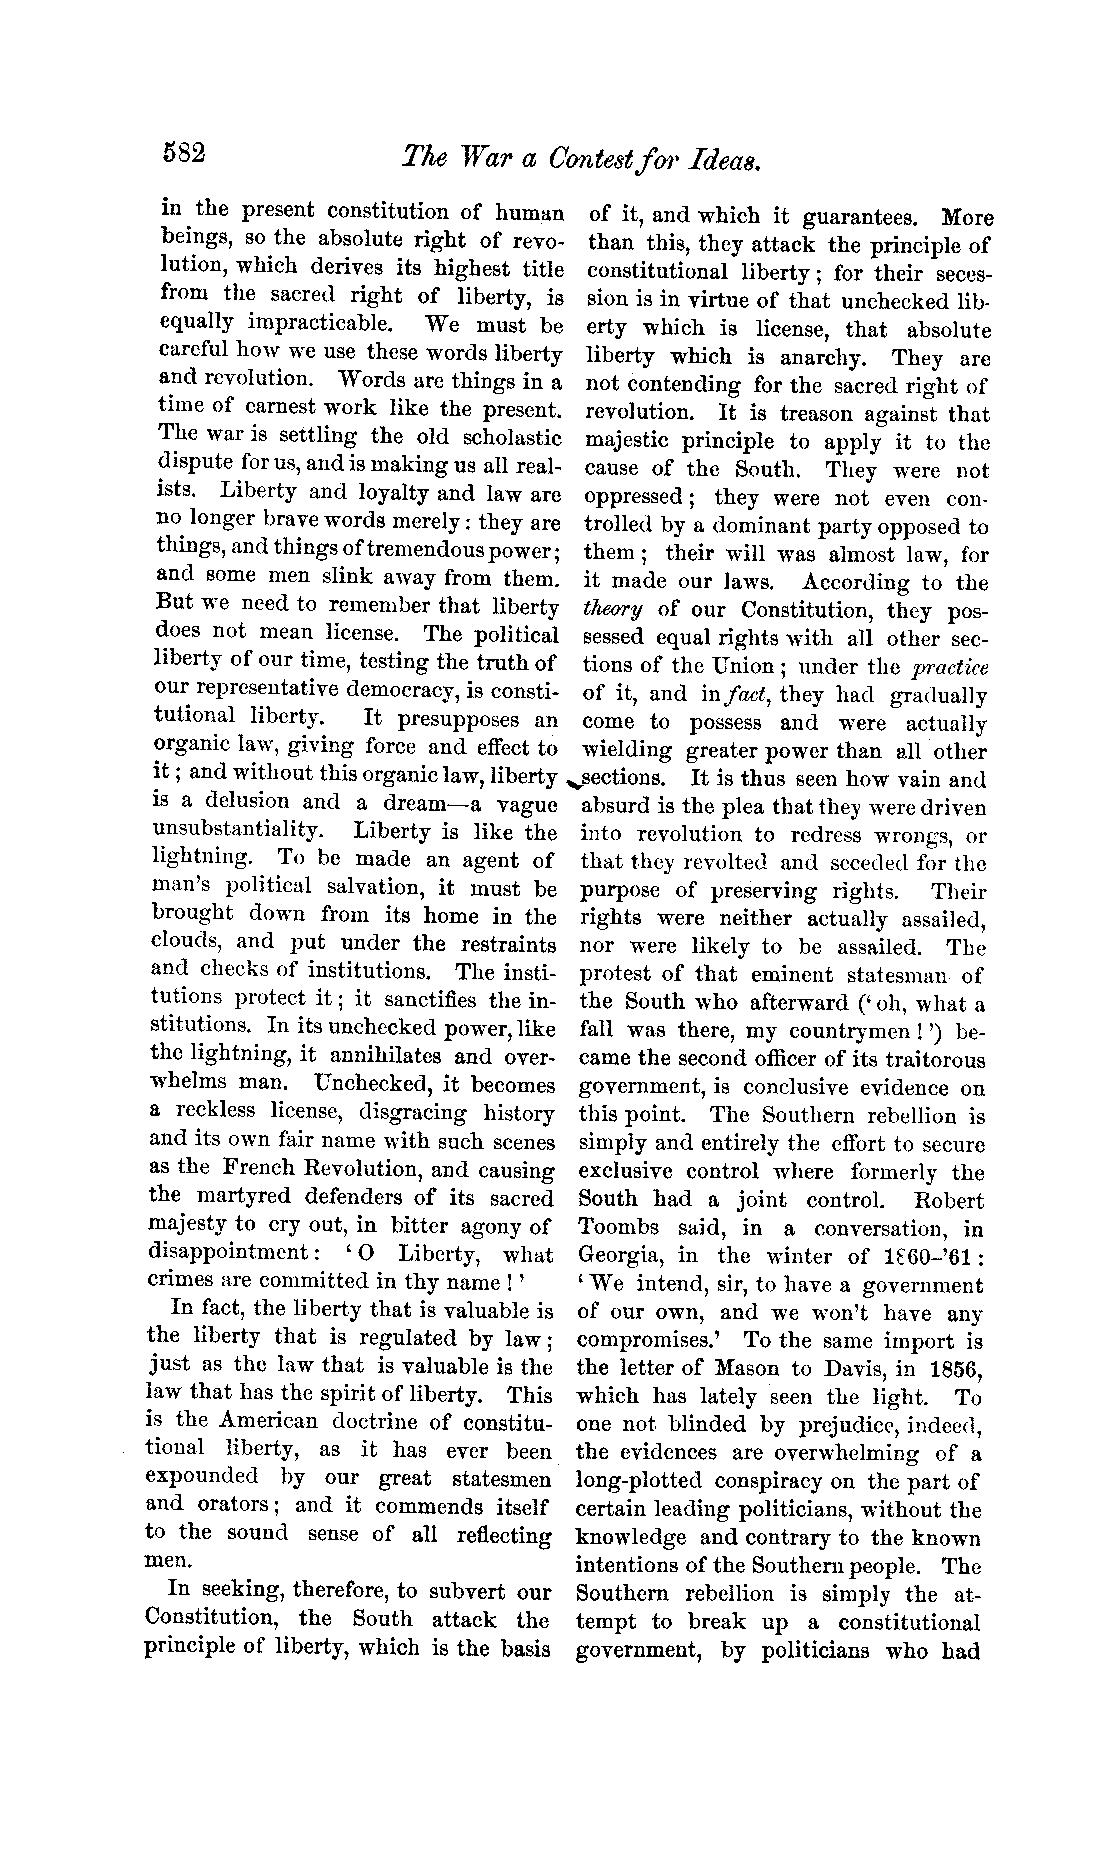 582
The War a Contest for Ideas.
in the present constitution of human
beings, so the absolute right of revo-
lution, which derives its highest title
from the sacred right of liberty, is
equally impracticable. We must be
careful how we use these words liberty
and revolution. Words are things in a
time of earnest work like the present.
The war is settling the old scholastic
dispute for us, and is making us all real-
ists. Liberty and loyalty and law are
no longer brave words merely: they are
things, and things of tremendous power;
and some men slink away from them.
But we need to remember that liberty
does not mean license. The political
liberty of our time, testing the truth of
our representative democracy, is consti-
tutional liberty. It presupposes an
organic law, giving force and effect to
it; and without this organic law, liberty
is a delusion and a dream—a vague
unsubstantiality. Liberty is like the
lightning. To be made an agent of
man's political salvation, it must be
brought down from its home in the
clouds, and put under the restraints
and checks of institutions. The insti-
tutions protect it; it sanctifies the in-
stitutions. In its unchecked power, like
the lightning, it annihilates and over-
whelms man. Unchecked, it becomes
a reckless license, disgracing history
and its own fair name with such scenes
as the French Revolution, and causing
the martyred defenders of its sacred
majesty to cry out, in bitter agony of
disappointment: 'O Liberty, what
crimes are committed in thy name!'
In fact, the liberty that is valuable is
the liberty that is regulated by law;
just as the law that is valuable is the
law that has the spirit of liberty. This
is the American doctrine of constitu-
tional liberty, as it has ever been
expounded by our great statesmen
and orators; and it commends itself
to the sound sense of all reflecting
men.
In seeking, therefore, to subvert our
Constitution, the South attack the
principle of liberty, which is the basis
of it, and which it guarantees. More
than this, they attack the principle of
constitutional liberty; for their seces-
sion is in virtue of that unchecked lib-
erty which is license, that absolute
liberty which is anarchy. They are
not contending for the sacred right of
revolution. It is treason against that
majestic principle to apply it to the
cause of the South. They were not
oppressed; they were not even con-
trolled by a dominant party opposed to
them; their will was almost law, for
it made our laws. According to the
theory of our Constitution, they pos-
sessed equal rights with all other sec-
tions of the Union; under the practice
of it, and in fact, they had gradually
come to possess and were actually
wielding greater power than all other
sections. It is thus seen how vain and
absurd is the plea that they were driven
into revolution to redress wrongs, or
that they revolted and seceded for the
purpose of preserving rights. Their
rights were neither actually assailed,
nor were likely to be assailed. The
protest of that eminent statesman of
the South who afterward ('oh, what a
fall was there, my countrymen!') be-
came the second officer of its traitorous
government, is conclusive evidence on
this point. The Southern rebellion is
simply and entirely the effort to secure
exclusive control where formerly the
South had a joint control. Robert
Toombs said, in a conversation, in
Georgia, in the winter of 1860-'61:
'We intend, sir, to have a government
of our own, and we won't have any
compromises.' To the same import is
the letter of Mason to Davis, in 1856,
which has lately seen the light. To
one not blinded by prejudice, indeed,
the evidences are overwhelming of a
long-plotted conspiracy on the part of
certain leading politicians, without the
knowledge and contrary to the known
intentions of the Southern people. The
Southern rebellion is simply the at-
tempt to break up a constitutional
government, by politicians who had